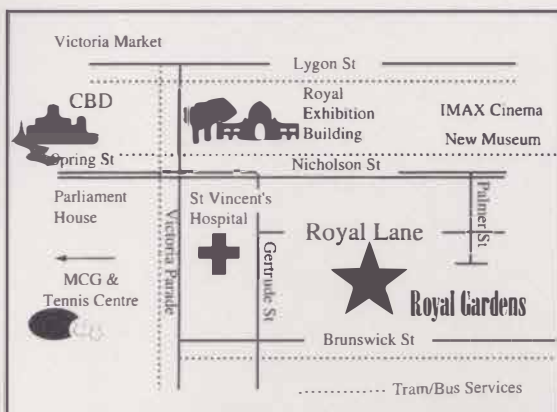 Victoria Market
Lygon St
CBD
Royal
Exhibition
Building
IMAX Cinema
New Museum
Spring St
Nicholson St
Parliament
House
St Vincent's
Hospital
Victoria Parade
Gertrude St
Royal Lane
Palmer St
MCG &
Tennis Centre
Royal Gardens
Brunswick St
Tram/Bus Services